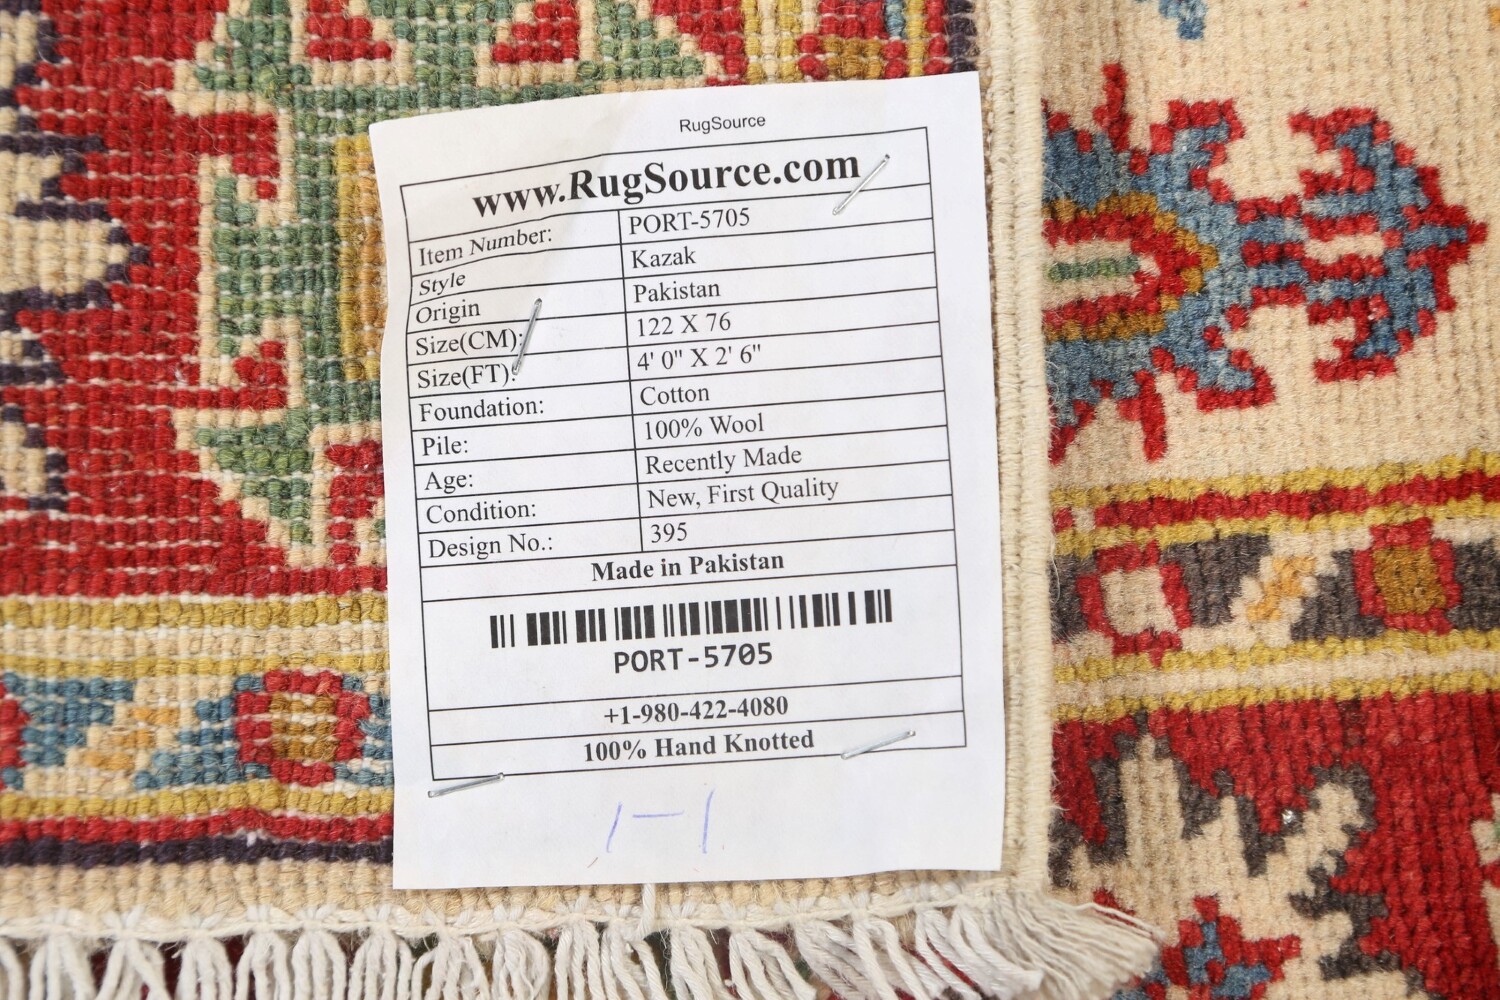 RugSource
www.RugSource.com
Item Number: PORT-5705
Style Kazak
Origin Pakistan
Size(CM): 122 X 76
Size(FT): 4' 0" X 2' 6"
Foundation: Cotton
Pile: 100% Wool
Age: Recently Made
Condition: New, First Quality
Design No.: 395
Made in Pakistan
PORT-5705
+1-980-422-4080
100% Hand Knotted
1-1